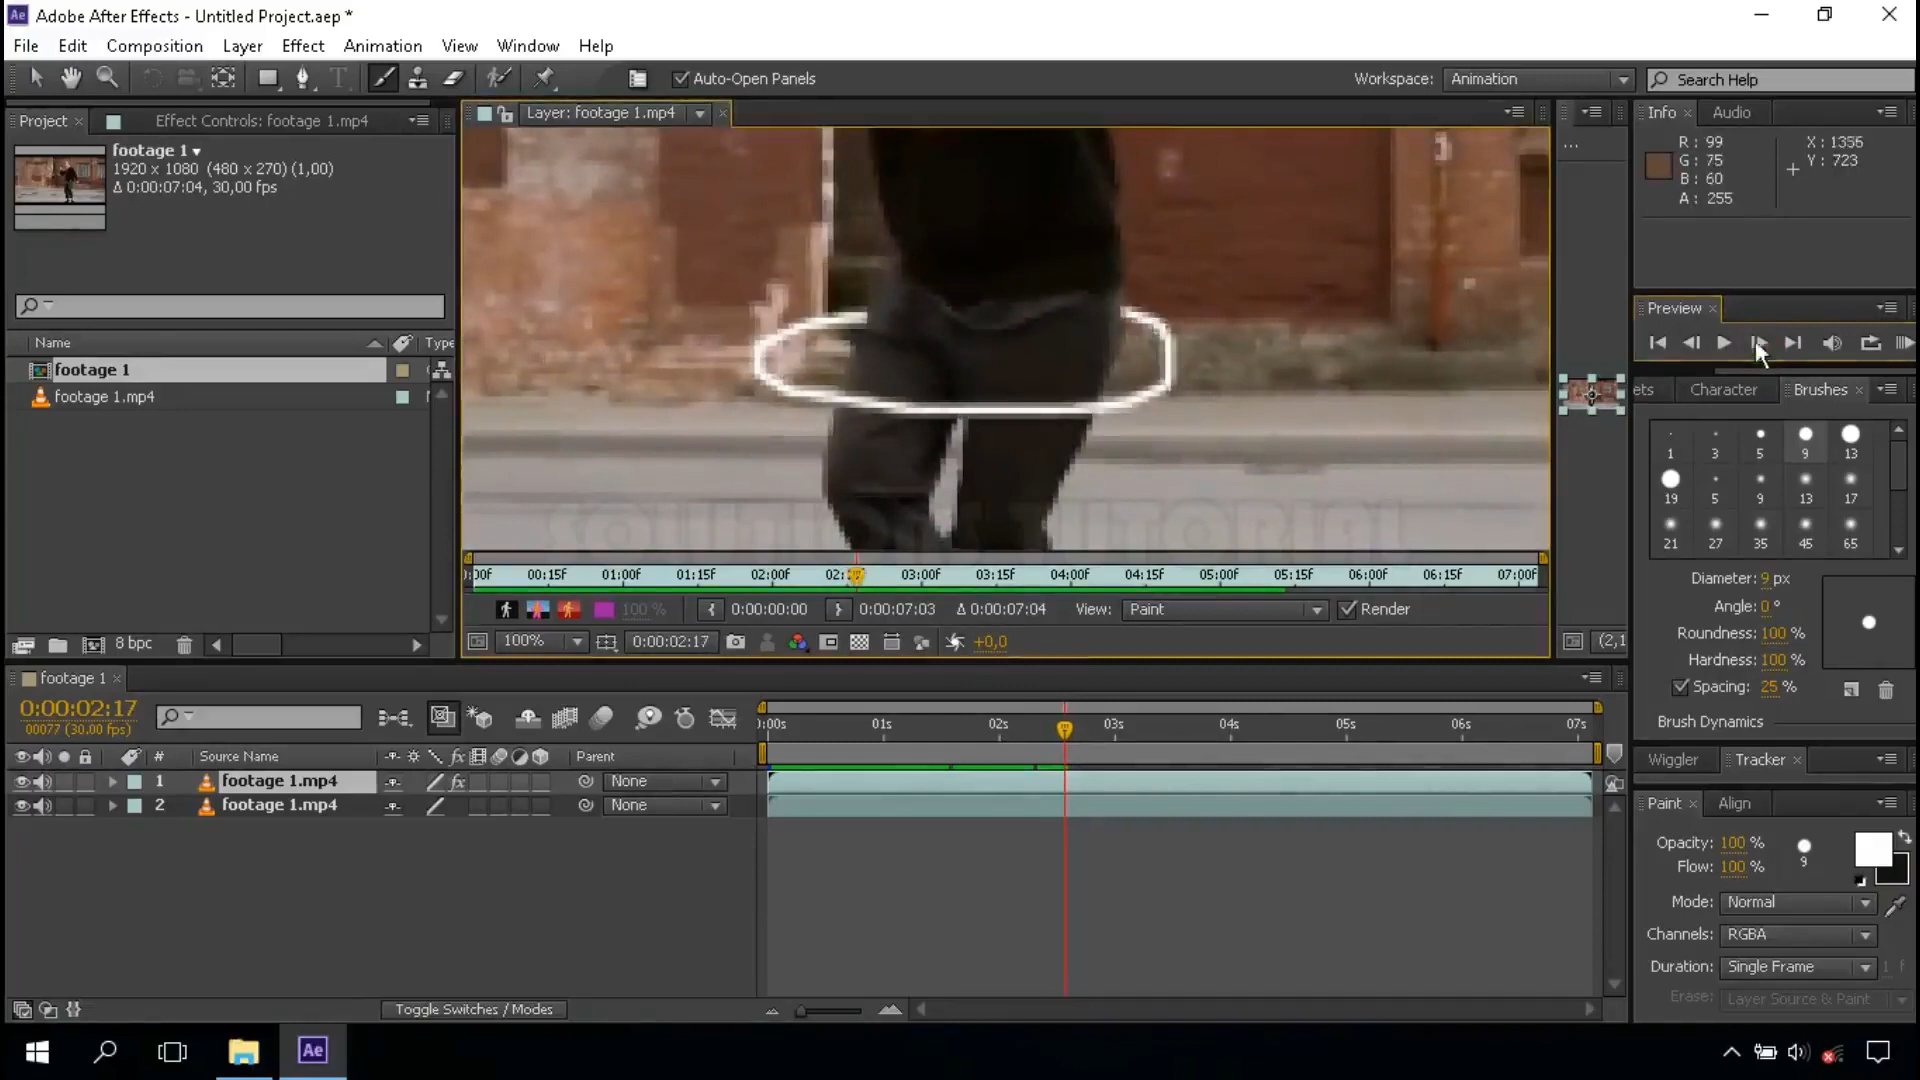 Adobe After Effects - Untitled Project.aep *
File Edit Composition Layer Effect Animation View Window Help
Auto-Open Panels
Workspace: Animation
Search Help
Project
Effect Controls: footage 1.mp4
footage 1
1920 x 1080 (480 x 270) (1,00)
Δ 0:00:07:04, 30,00 fps
Name Type
footage 1
footage 1.mp4
8 bpc
Layer: footage 1.mp4
SOLUTIONS TUTORIAL
00f 00:15f 01:00f 01:15f 02:00f 02: 03:00f 03:15f 04:00f 04:15f 05:00f 05:15f 06:00f 06:15f 07:00f
100 % 0:00:00:00 0:00:07:03 Δ 0:00:07:04 View: Paint Render
100% 0:00:02:17 +0,0
(2,1
Info Audio
R: 99 X: 1355
G: 75 Y: 723
B: 60
A: 255
Preview
ets Character Brushes
1 3 5 9 13
19 5 9 13 17
21 27 35 45 65
Diameter: 9 px
Angle: 0 °
Roundness: 100 %
Hardness: 100 %
Spacing: 25 %
Brush Dynamics
Wiggler Tracker
Paint Align
Opacity: 100 %
9
Flow: 100 %
Mode: Normal
Channels: RGBA
Duration: Single Frame 1 f
Erase: Layer Source & Paint
footage 1
0:00:02:17
00077 (30.00 fps)
# Source Name Parent
1 footage 1.mp4 None
2 footage 1.mp4 None
:00s 01s 02s 03s 04s 05s 06s 07s
Toggle Switches / Modes
Ae